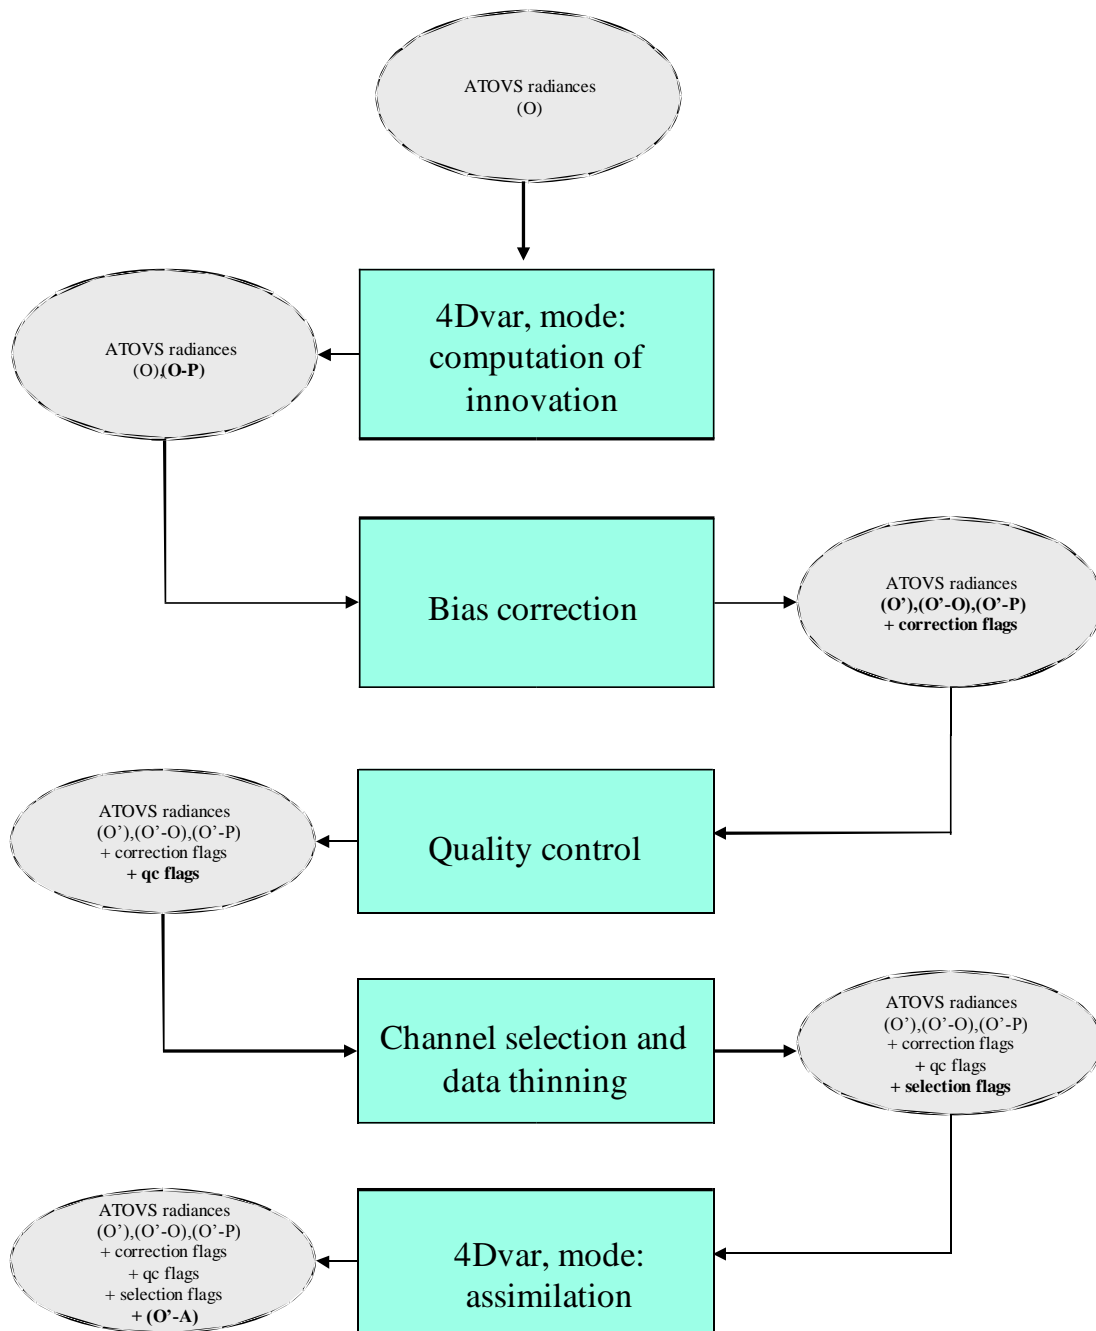 ATOVS radiances
(O)
4Dvar, mode:
computation of
innovation
ATOVS radiances
(O),(O-P)
Bias correction
ATOVS radiances
(O’),(O’-O),(O’-P)
+ correction flags
Quality control
ATOVS radiances
(O’),(O’-O),(O’-P)
+ correction flags
+ qc flags
Channel selection and
data thinning
ATOVS radiances
(O’),(O’-O),(O’-P)
+ correction flags
+ qc flags
+ selection flags
4Dvar, mode:
assimilation
ATOVS radiances
(O’),(O’-O),(O’-P)
+ correction flags
+ qc flags
+ selection flags
+ (O’-A)